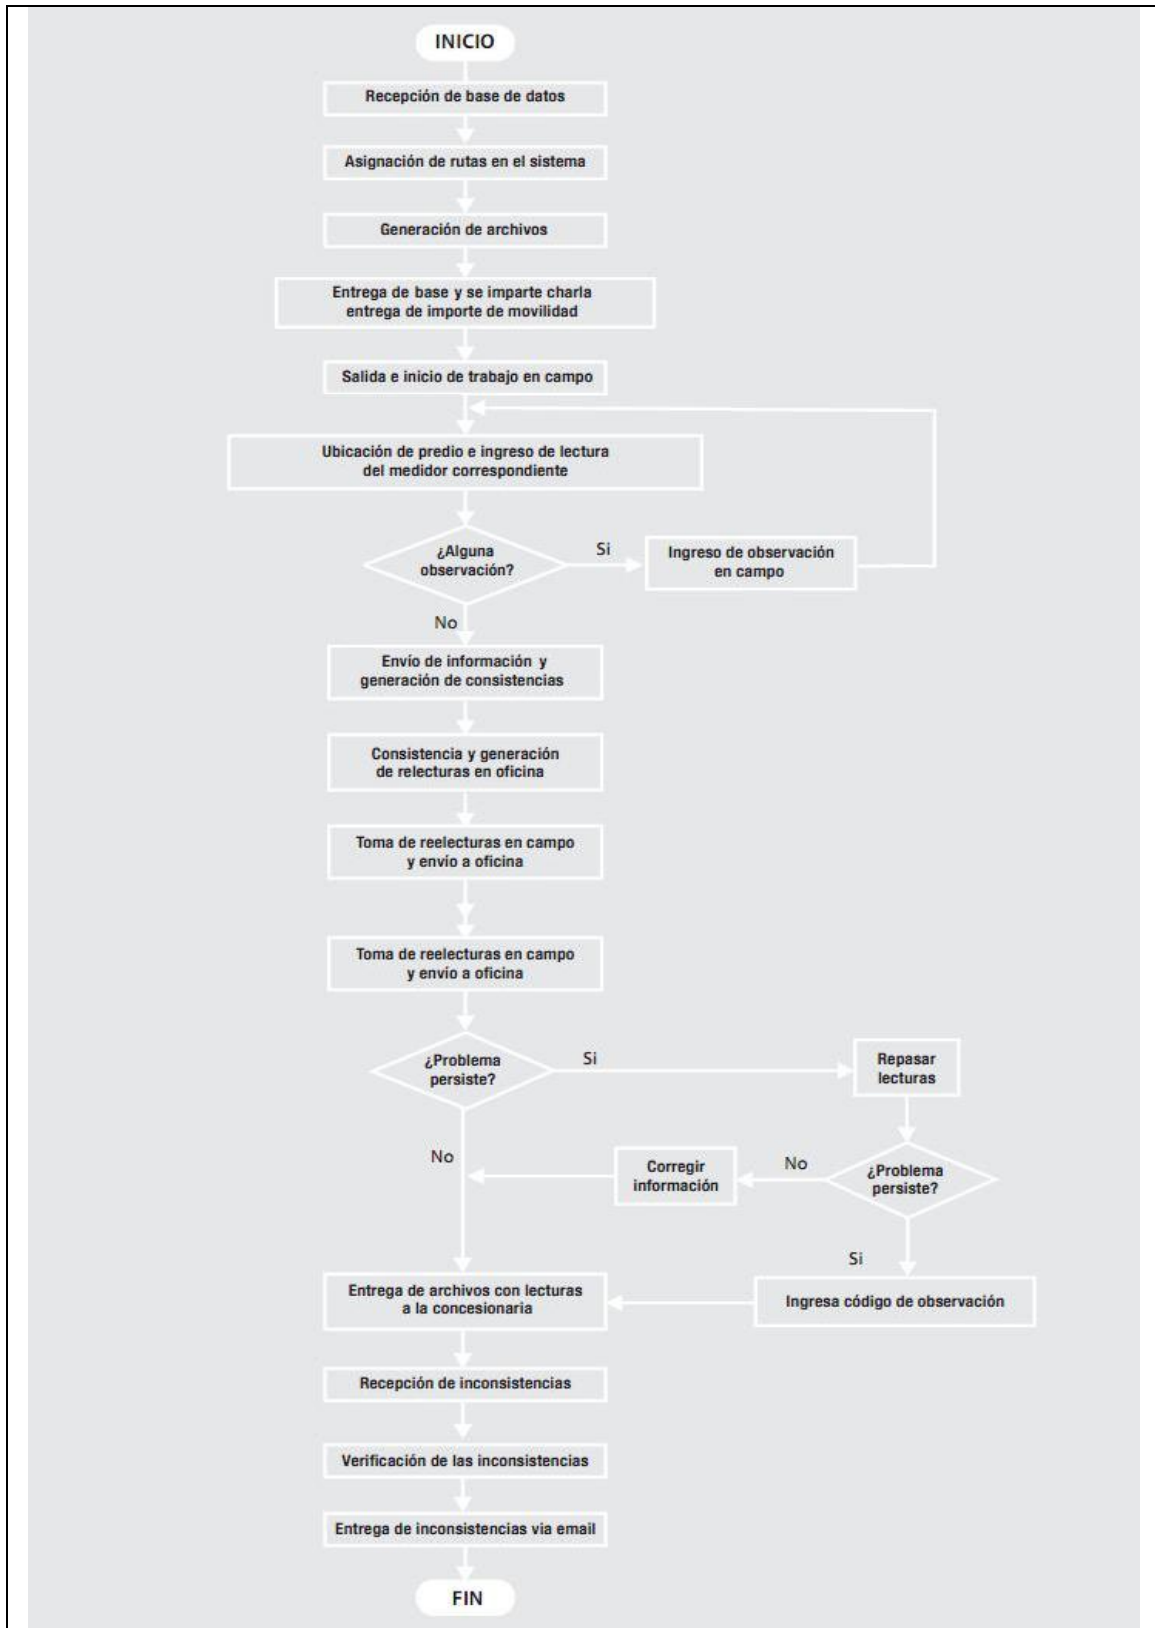 INICIO
Recepción de base de datos
Asignación de rutas en el sistema
Generación de archivos
Entrega de base y se imparte charla
entrega de importe de movilidad
Salida e inicio de trabajo en campo
Ubicación de predio e ingreso de lectura
del medidor correspondiente
¿Alguna
observación?
Si
Ingreso de observación
en campo
No
Envío de información y
generación de consistencias
Consistencia y generación
de relecturas en oficina
Toma de reelecturas en campo
y envío a oficina
Toma de reelecturas en campo
y envío a oficina
¿Problema
persiste?
Si
Repasar
lecturas
No
Corregir
información
No
¿Problema
persiste?
Si
Entrega de archivos con lecturas
a la concesionaria
Ingresa código de observación
Recepción de inconsistencias
Verificación de las inconsistencias
Entrega de inconsistencias via email
FIN